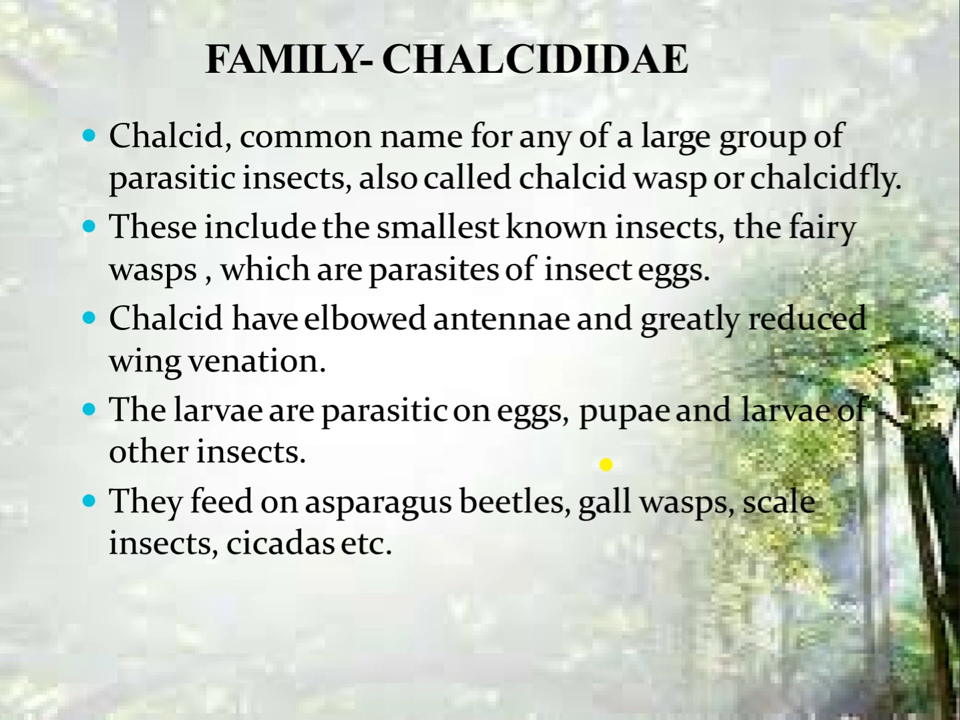 FAMILY- CHALCIDIDAE
Chalcid, common name for any of a large group of
parasitic insects, also called chalcid wasp or chalcidfly.
These include the smallest known insects, the fairy
wasps , which are parasites of insect eggs.
Chalcid have elbowed antennae and greatly reduced
wing venation.
The larvae are parasitic on eggs, pupae and larvae of
other insects.
They feed on asparagus beetles, gall wasps, scale
insects, cicadas etc.